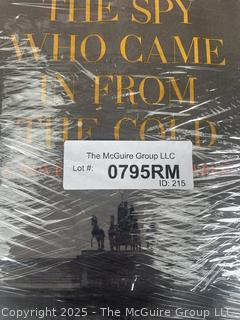 THE SPY
WHO CAME
IN FROM
THE COLD
The McGuire Group LLC
Lot #: 0795RM
ID: 215
Copyright 2025 - The McGuire Group LLC